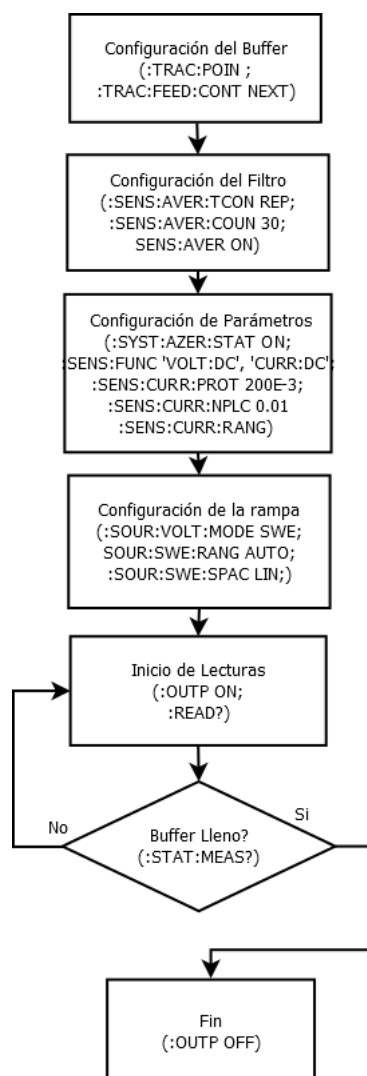 Configuración del Buffer
(:TRAC:POIN ;
:TRAC:FEED:CONT NEXT)
Configuración del Filtro
(:SENS:AVER:TCON REP;
:SENS:AVER:COUN 30;
SENS:AVER ON)
Configuración de Parámetros
(:SYST:AZER:STAT ON;
:SENS:FUNC 'VOLT:DC', 'CURR:DC';
:SENS:CURR:PROT 200E-3;
:SENS:CURR:NPLC 0.01
:SENS:CURR:RANG)
Configuración de la rampa
(:SOUR:VOLT:MODE SWE;
SOUR:SWE:RANG AUTO;
:SOUR:SWE:SPAC LIN;)
Inicio de Lecturas
(:OUTP ON;
:READ?)
No
Si
Buffer Lleno?
(:STAT:MEAS?)
Fin
(:OUTP OFF)